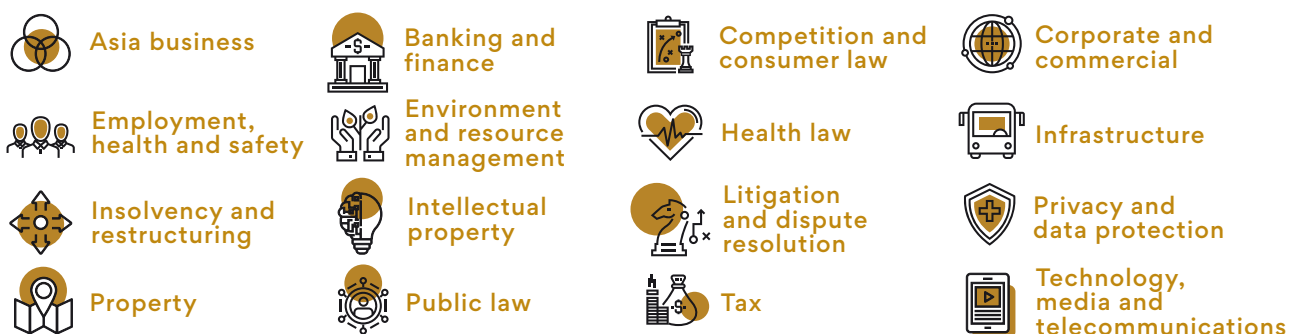 Asia business
Banking and
finance
Competition and
consumer law
Corporate and
commercial
Employment,
health and safety
Environment
and resource
management
Health law
Infrastructure
Insolvency and
restructuring
Intellectual
property
Litigation
and dispute
resolution
Privacy and
data protection
Property
Public law
Tax
Technology,
media and
telecommunications